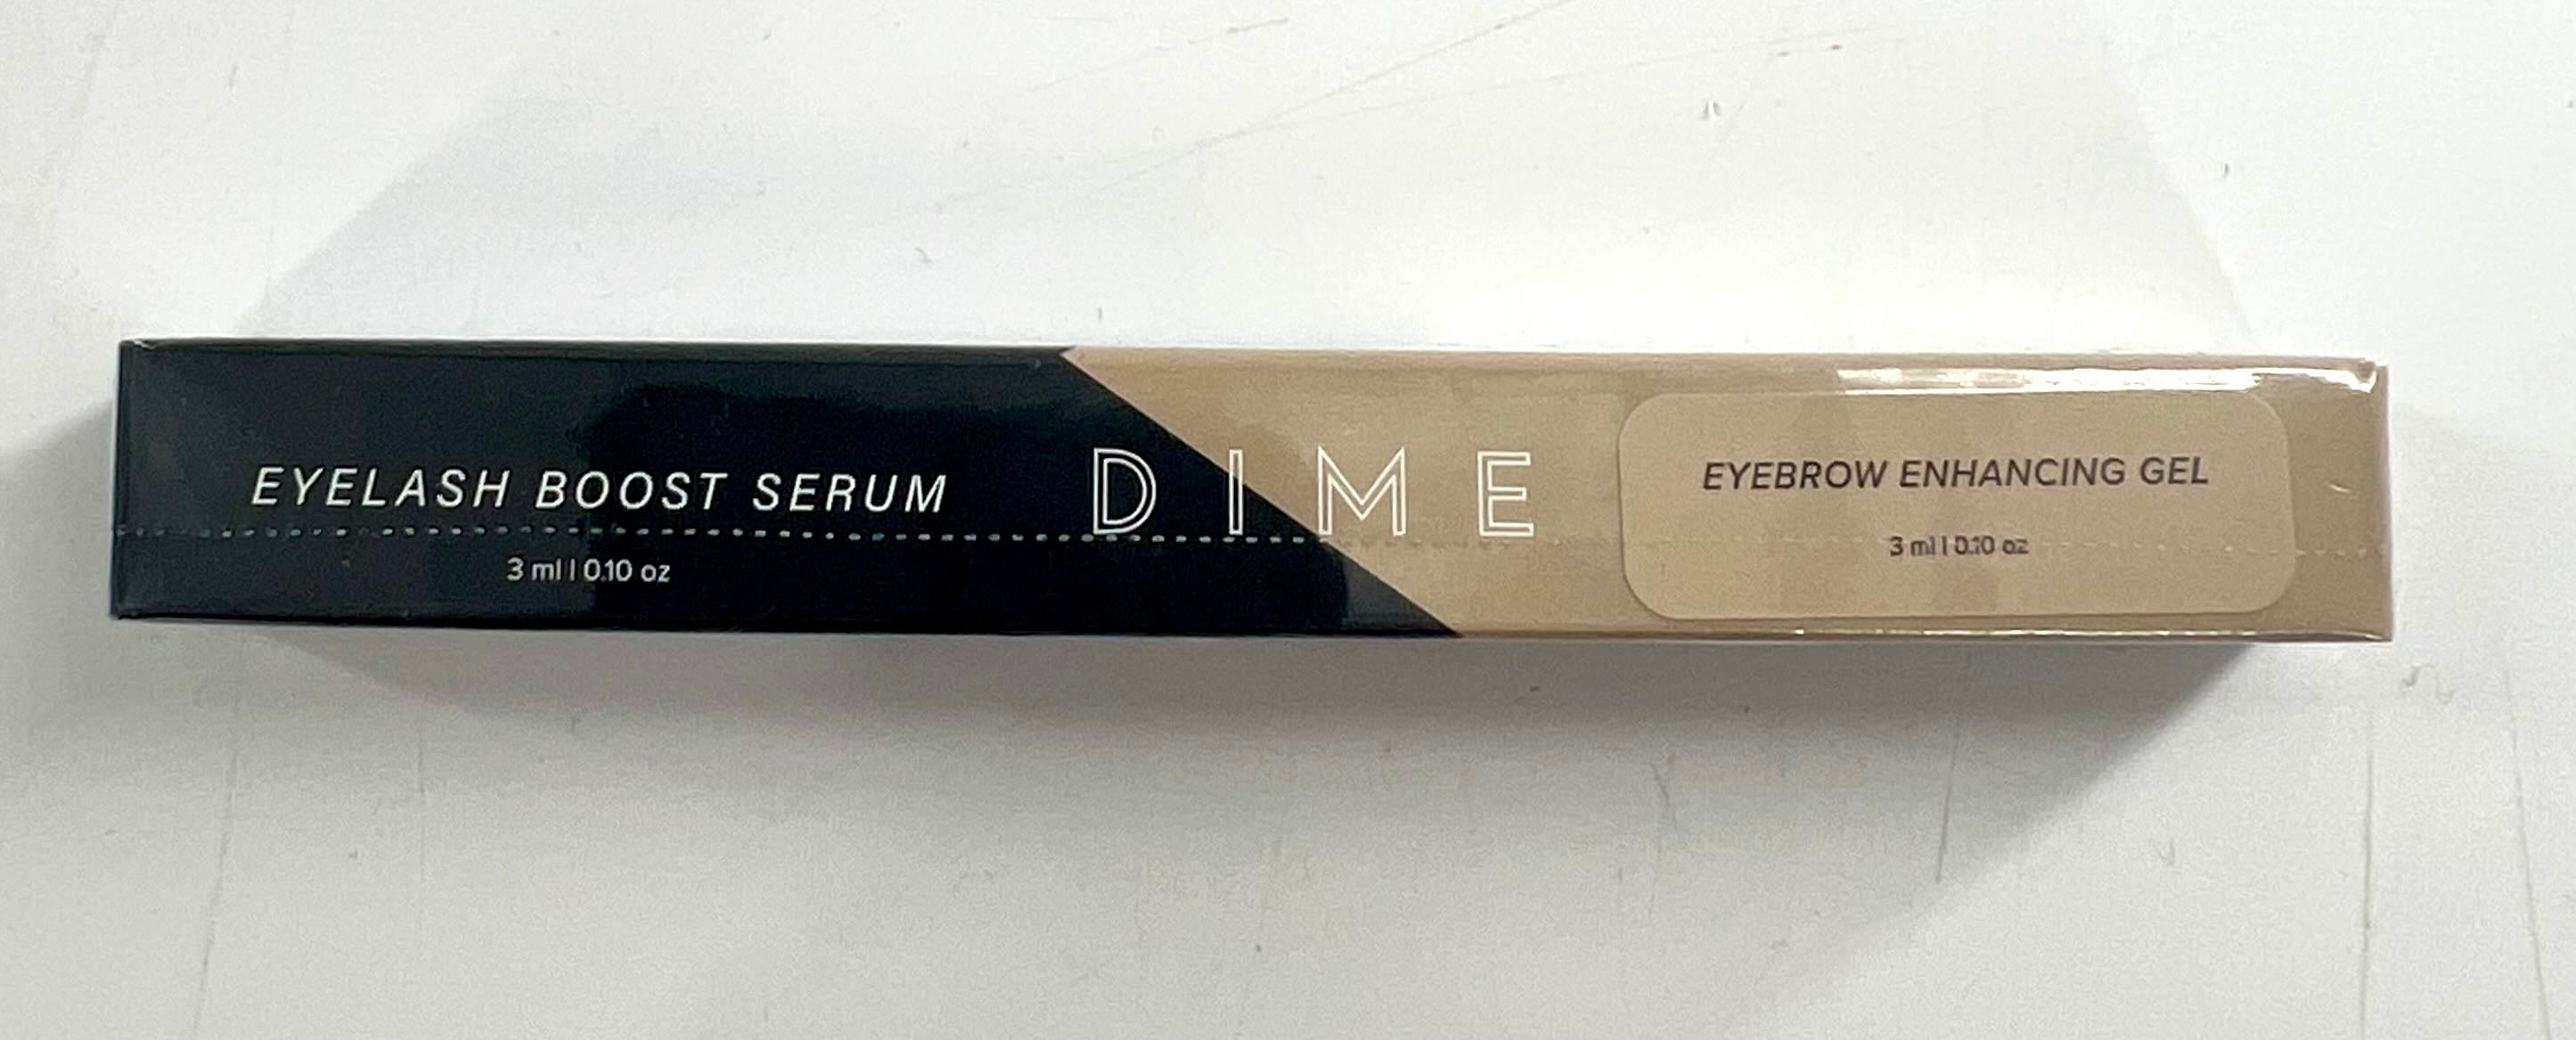 EYELASH BOOST SERUM
3 ml | 0.10 oz
DIME
EYEBROW ENHANCING GEL
3 ml | 0.10 oz